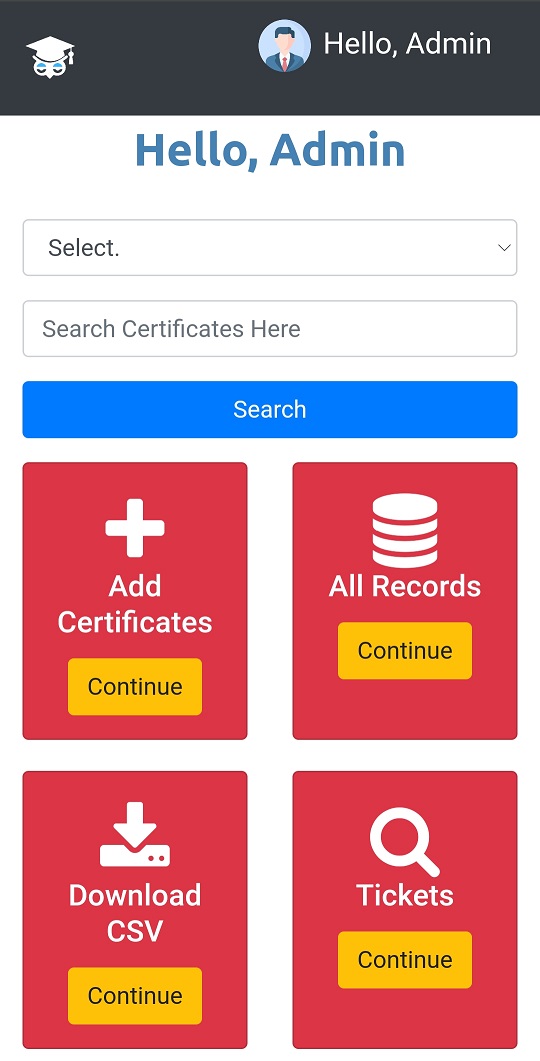 Hello, Admin
Hello, Admin
Select.
Search Certificates Here
Search
Add
Certificates
Continue
All Records
Continue
Download
CSV
Continue
Tickets
Continue